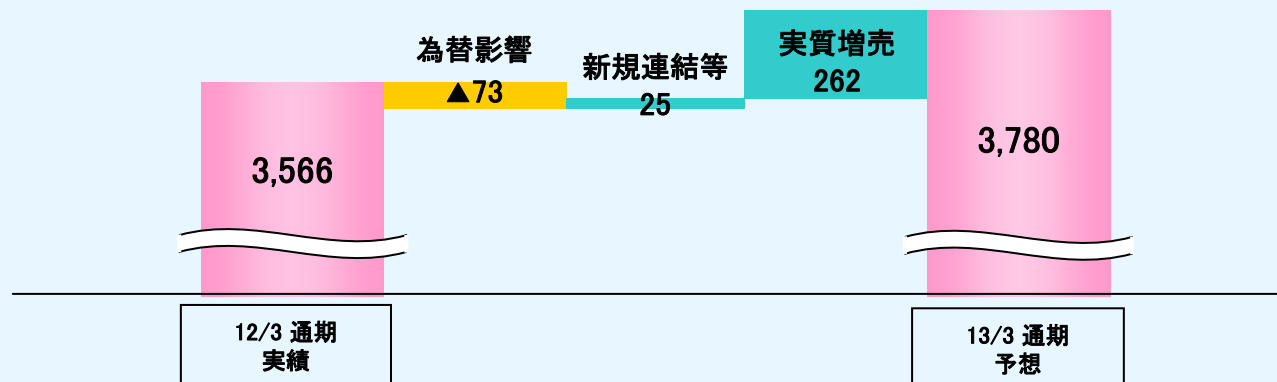 為替影響
▲73
新規連結等
25
実質増売
262
3,566
3,780
12/3 通期
実績
13/3 通期
予想